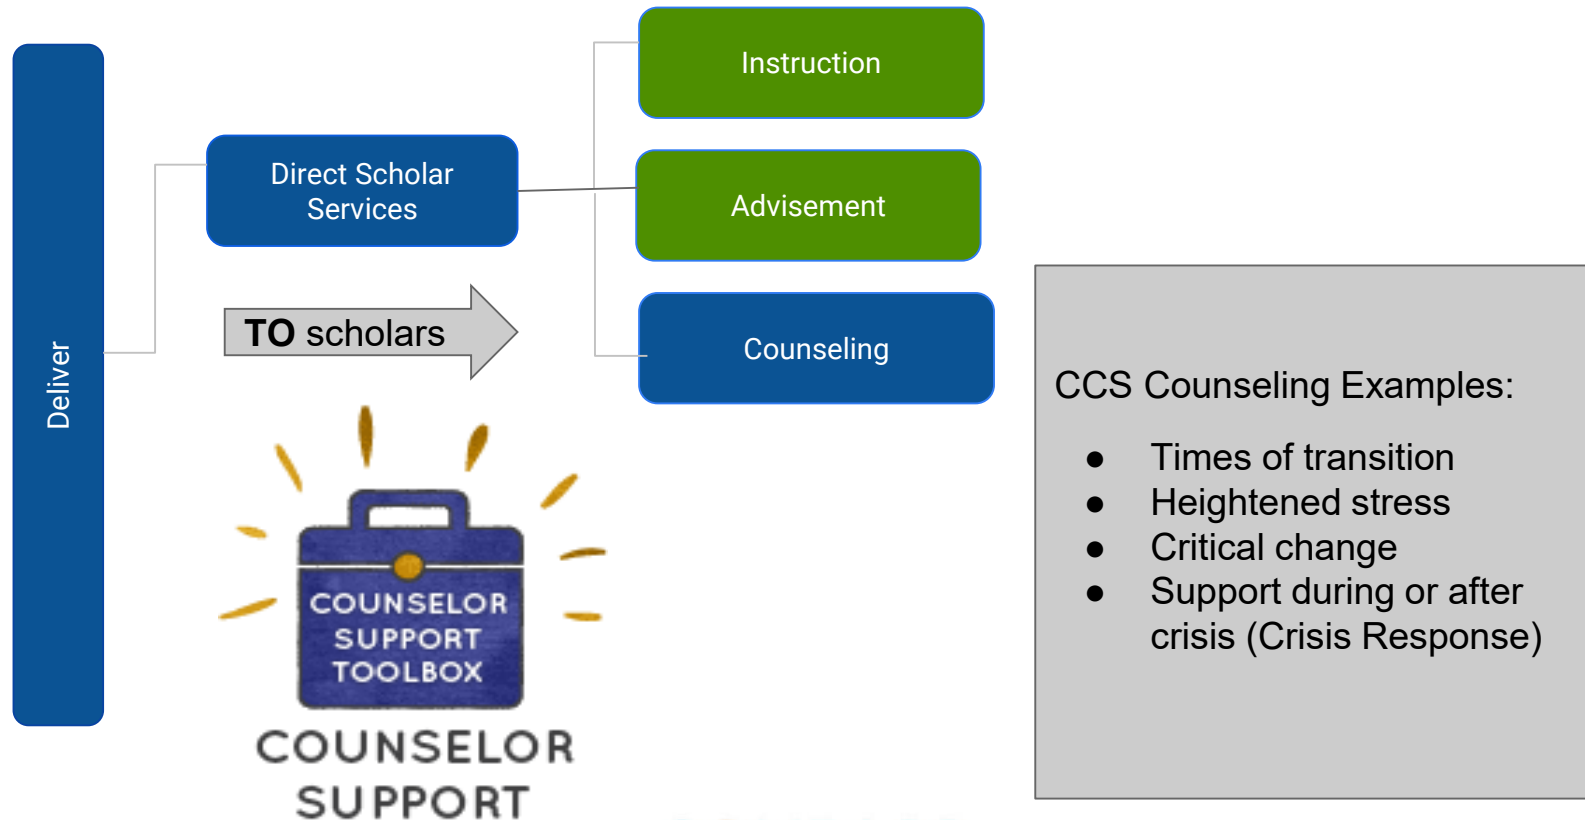 Deliver
Direct Scholar
Services
TO scholars
Instruction
Advisement
Counseling
COUNSELOR
SUPPORT
TOOLBOX
COUNSELOR
SUPPORT
CCS Counseling Examples:
● Times of transition
● Heightened stress
● Critical change
● Support during or after
crisis (Crisis Response)